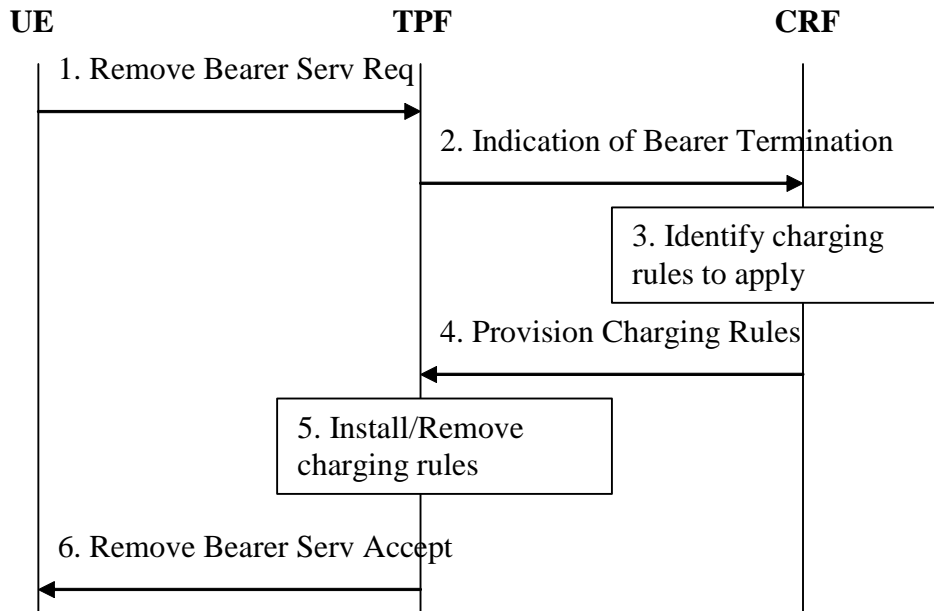 UE TPF CRF
1. Remove Bearer Serv Req
2. Indication of Bearer Termination
3. Identify charging
rules to apply
4. Provision Charging Rules
5. Install/Remove
charging rules
6. Remove Bearer Serv Accept